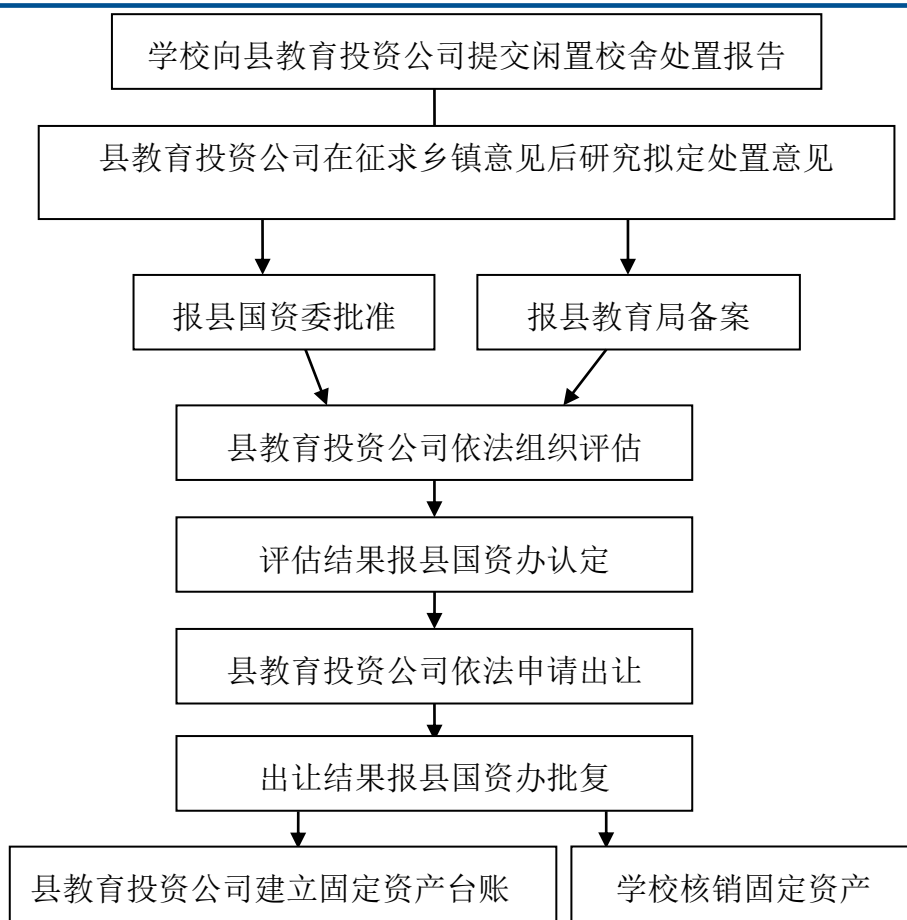 学校向县教育投资公司提交闲置校舍处置报告
县教育投资公司在征求乡镇意见后研究拟定处置意见
报县国资委批准
报县教育局备案
县教育投资公司依法组织评估
评估结果报县国资办认定
县教育投资公司依法申请出让
出让结果报县国资办批复
县教育投资公司建立固定资产台账
学校核销固定资产